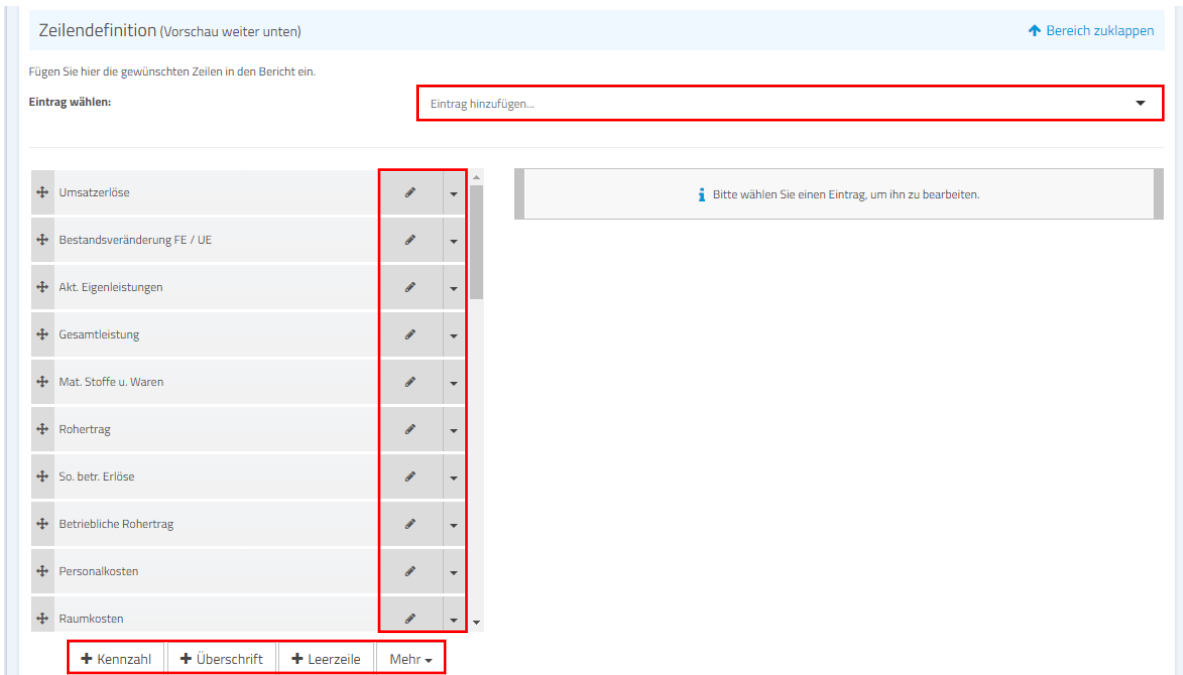 Zeilendefinition (Vorschau weiter unten)
Bereich zuklappen
Fügen Sie hier die gewünschten Zeilen in den Bericht ein.
Eintrag wählen:
Eintrag hinzufügen...
Umsatzerlöse
Bitte wählen Sie einen Eintrag, um ihn zu bearbeiten.
Bestandsveränderung FE / UE
Akt. Eigenleistungen
Gesamtleistung
Mat. Stoffe u. Waren
Rohertrag
So. betr. Erlöse
Betriebliche Rohertrag
Personalkosten
Raumkosten
+ Kennzahl + Überschrift + Leerzeile Mehr